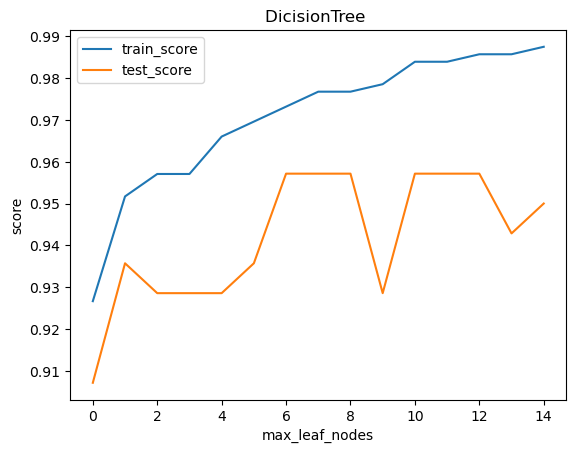 DicisionTree
train_score
test_score
0.99
0.98
0.97
0.96
0.95
0.94
0.93
0.92
0.91
score
0 2 4 6 8 10 12 14
max_leaf_nodes